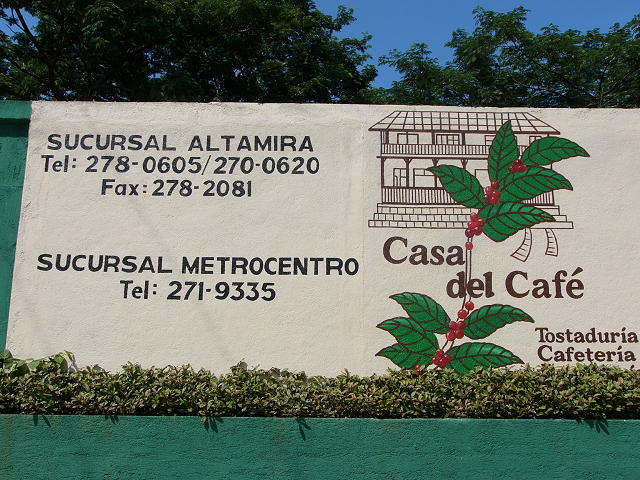 SUCURSAL ALTAMIRA
Tel: 278-0605/270-0620
Fax: 278-2081
SUCURSAL METROCENTRO
Tel: 271-9335
Casa
del Café
Tostaduría
Cafetería